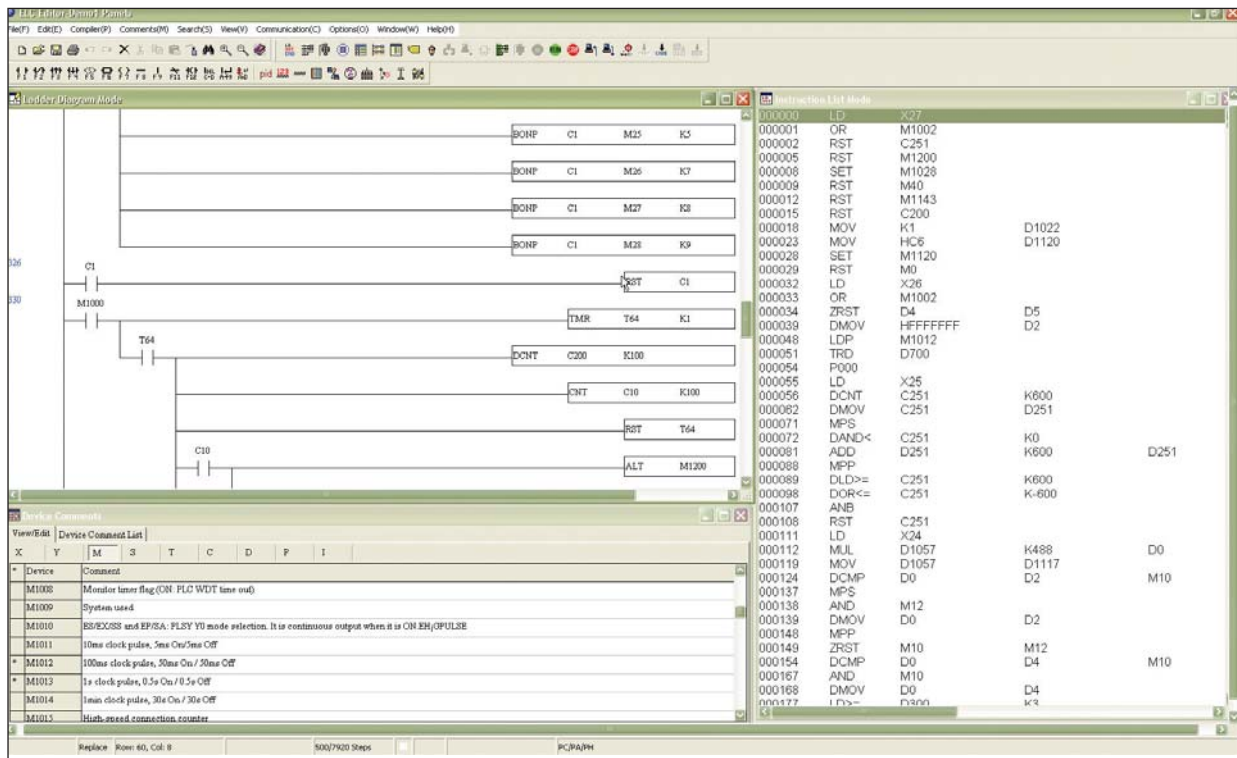 ELC Editor-Demo1 Panels
File(F) Edit(E) Compiler(P) Comments(M) Search(S) View(V) Communication(C) Options(O) Window(W) Help(H)
Ladder Diagram Mode
BONP C1 M25 K5
BONP C1 M26 K7
BONP C1 M27 K8
BONP C1 M28 K9
326
C1
RST C1
330
M1000
TMR T64 K1
T64
DCNT C200 K100
CNT C10 K100
RST T64
C10
ALT M1200
Device Comments
View/Edit Device Comment List
X Y M S T C D P I
* Device Comment
M1008 Monitor timer flag (ON: PLC WDT time out)
M1009 System used
M1010 ES/EX/SS and EP/SA: PLSY Y0 mode selection. It is continuous output when it is ON.EH¡GPULSE
M1011 10ms clock pulse, 5ms On/5ms Off
* M1012 100ms clock pulse, 50ms On / 50ms Off
* M1013 1s clock pulse, 0.5s On / 0.5s Off
M1014 1min clock pulse, 30s On / 30s Off
M1015 High-speed connection counter
Instruction List Mode
000000 LD X27
000001 OR M1002
000002 RST C251
000005 RST M1200
000008 SET M1028
000009 RST M40
000012 RST M1143
000015 RST C200
000018 MOV K1 D1022
000023 MOV HC6 D1120
000028 SET M1120
000029 RST M0
000032 LD X26
000033 OR M1002
000034 ZRST D4 D5
000039 DMOV HFFFFFFF D2
000048 LDP M1012
000051 TRD D700
000054 P000
000055 LD X25
000056 DCNT C251 K600
000062 DMOV C251 D251
000071 MPS
000072 DAND< C251 K0
000081 ADD D251 K600 D251
000088 MPP
000089 DLD>= C251 K600
000098 DOR<= C251 K-600
000107 ANB
000108 RST C251
000111 LD X24
000112 MUL D1057 K488 D0
000119 MOV D1057 D1117
000124 DCMP D0 D2 M10
000137 MPS
000138 AND M12
000139 DMOV D0 D2
000148 MPP
000149 ZRST M10 M12
000154 DCMP D0 D4 M10
000167 AND M10
000168 DMOV D0 D4
000177 LD>= D300 K3
Replace Row: 60, Col: 8 500/7920 Steps PC/PA/PH